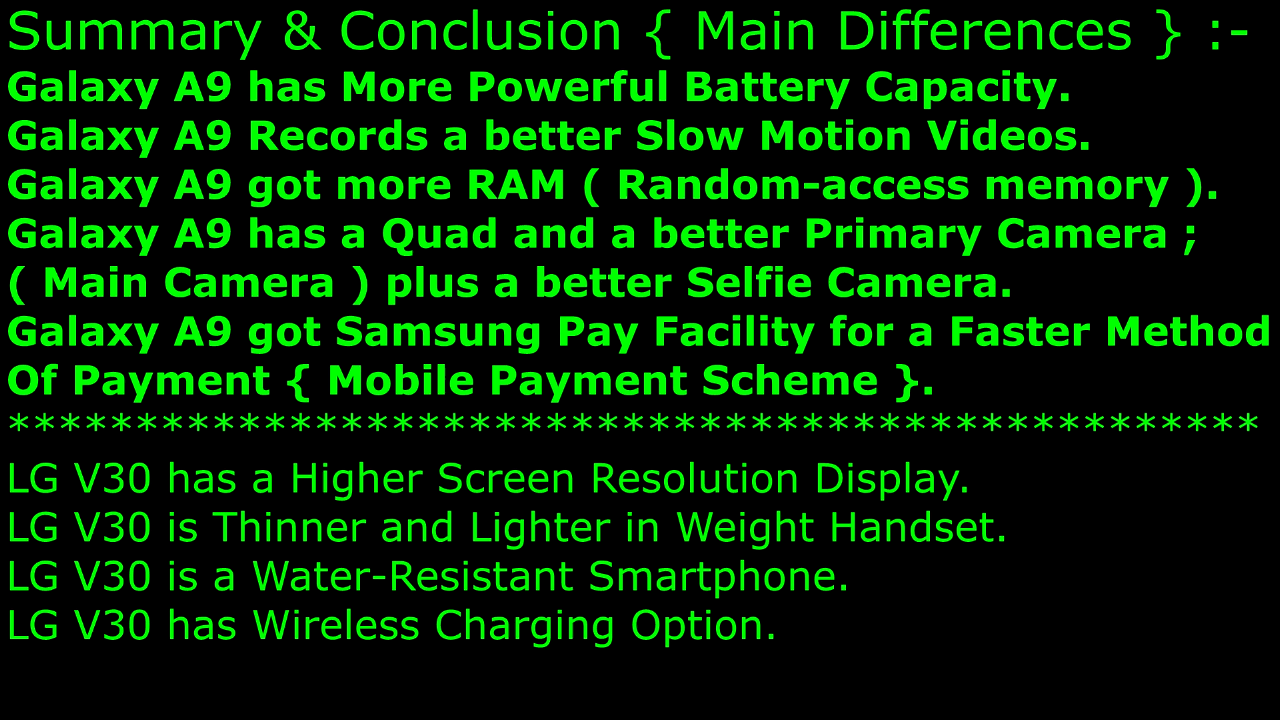 Summary & Conclusion { Main Differences } :-
Galaxy A9 has More Powerful Battery Capacity.
Galaxy A9 Records a better Slow Motion Videos.
Galaxy A9 got more RAM ( Random-access memory ).
Galaxy A9 has a Quad and a better Primary Camera ;
( Main Camera ) plus a better Selfie Camera.
Galaxy A9 got Samsung Pay Facility for a Faster Method
Of Payment { Mobile Payment Scheme }.
*************************************************
LG V30 has a Higher Screen Resolution Display.
LG V30 is Thinner and Lighter in Weight Handset.
LG V30 is a Water-Resistant Smartphone.
LG V30 has Wireless Charging Option.